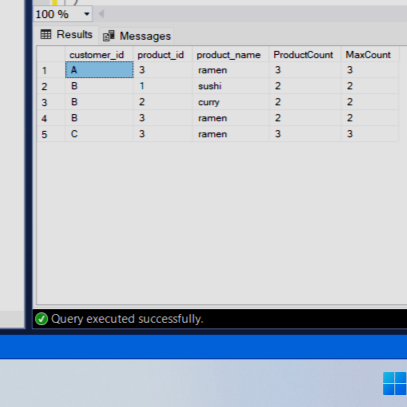 100 %
Results Messages
customer_id product_id product_name ProductCount MaxCount
1 A 3 ramen 3 3
2 B 1 sushi 2 2
3 B 2 curry 2 2
4 B 3 ramen 2 2
5 C 3 ramen 3 3
Query executed successfully.